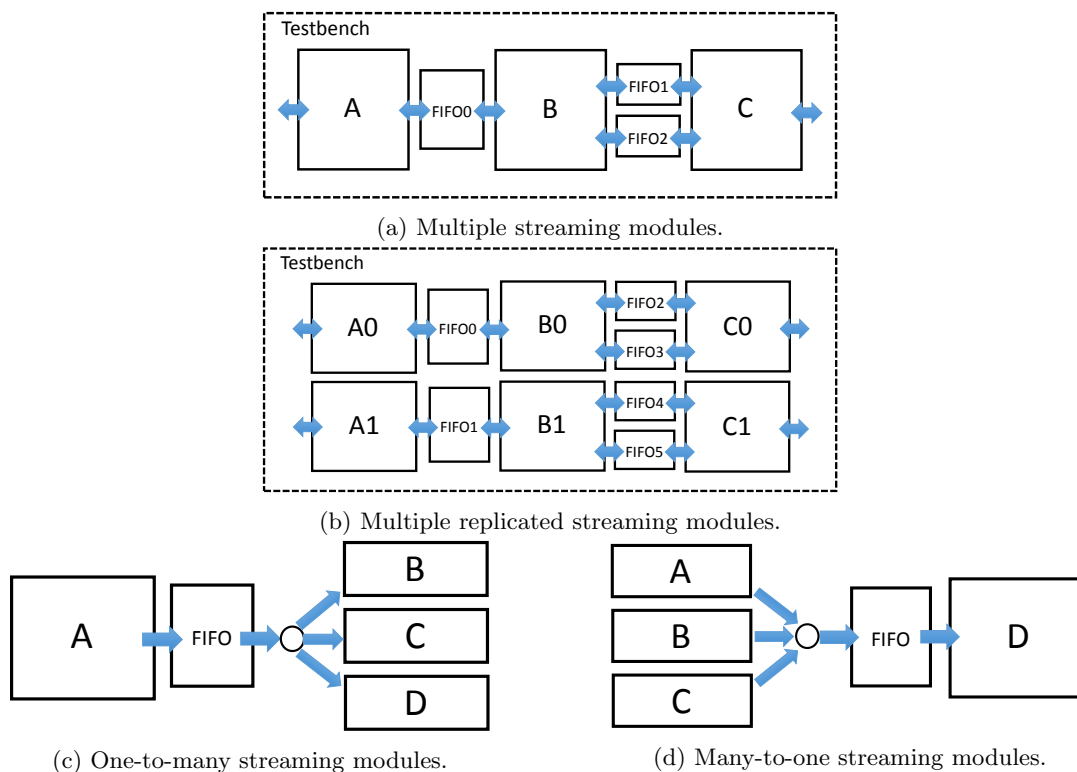 Testbench
A
FIFO0
B
FIFO1
FIFO2
C
(a) Multiple streaming modules.
Testbench
A0
FIFO0
B0
FIFO2
FIFO3
C0
A1
FIFO1
B1
FIFO4
FIFO5
C1
(b) Multiple replicated streaming modules.
A
FIFO
B
C
D
(c) One-to-many streaming modules.
A
B
C
FIFO
D
(d) Many-to-one streaming modules.